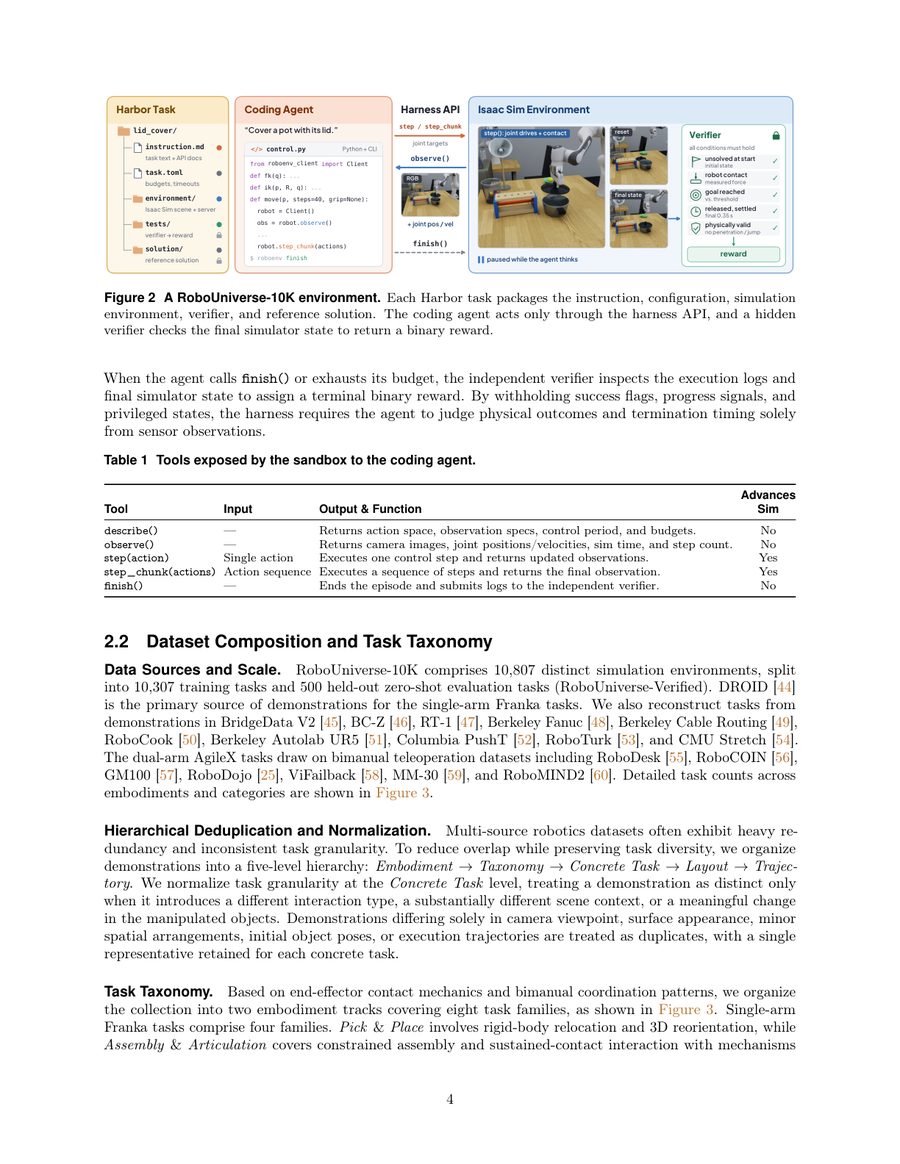 Harbor Task
lid_cover/
instruction.md
task text + API docs
task.toml
budgets, timeouts
environment/
Isaac Sim scene + server
tests/
verifier → reward
solution/
reference solution
Coding Agent
"Cover a pot with its lid."
</> control.py Python + CLI
from roboenv_client import Client
def fk(q): ...
def ik(p, R, q): ...
def move(p, steps=40, grip=None):
robot = Client()
obs = robot.observe()
...
robot.step_chunk(actions)
$ roboenv finish
Harness API
step / step_chunk
joint targets
observe()
RGB
+ joint pos / vel
finish()
Isaac Sim Environment
step(): joint drives + contact
reset
final state
paused while the agent thinks
Verifier
all conditions must hold
unsolved at start ✓
initial state
robot contact ✓
measured force
goal reached ✓
vs. threshold
released, settled ✓
final 0.35 s
physically valid ✓
no penetration / jump
reward
Figure 2 A RoboUniverse-10K environment. Each Harbor task packages the instruction, configuration, simulation
environment, verifier, and reference solution. The coding agent acts only through the harness API, and a hidden
verifier checks the final simulator state to return a binary reward.
When the agent calls finish() or exhausts its budget, the independent verifier inspects the execution logs and
final simulator state to assign a terminal binary reward. By withholding success flags, progress signals, and
privileged states, the harness requires the agent to judge physical outcomes and termination timing solely
from sensor observations.
Table 1 Tools exposed by the sandbox to the coding agent.
Advances
Tool Input Output & Function Sim
describe() — Returns action space, observation specs, control period, and budgets. No
observe() — Returns camera images, joint positions/velocities, sim time, and step count. No
step(action) Single action Executes one control step and returns updated observations. Yes
step_chunk(actions) Action sequence Executes a sequence of steps and returns the final observation. Yes
finish() — Ends the episode and submits logs to the independent verifier. No
2.2 Dataset Composition and Task Taxonomy
Data Sources and Scale. RoboUniverse-10K comprises 10,807 distinct simulation environments, split
into 10,307 training tasks and 500 held-out zero-shot evaluation tasks (RoboUniverse-Verified). DROID [44]
is the primary source of demonstrations for the single-arm Franka tasks. We also reconstruct tasks from
demonstrations in BridgeData V2 [45], BC-Z [46], RT-1 [47], Berkeley Fanuc [48], Berkeley Cable Routing [49],
RoboCook [50], Berkeley Autolab UR5 [51], Columbia PushT [52], RoboTurk [53], and CMU Stretch [54].
The dual-arm AgileX tasks draw on bimanual teleoperation datasets including RoboDesk [55], RoboCOIN [56],
GM100 [57], RoboDojo [25], ViFailback [58], MM-30 [59], and RoboMIND2 [60]. Detailed task counts across
embodiments and categories are shown in Figure 3.
Hierarchical Deduplication and Normalization. Multi-source robotics datasets often exhibit heavy re-
dundancy and inconsistent task granularity. To reduce overlap while preserving task diversity, we organize
demonstrations into a five-level hierarchy: Embodiment → Taxonomy → Concrete Task → Layout → Trajec-
tory. We normalize task granularity at the Concrete Task level, treating a demonstration as distinct only
when it introduces a different interaction type, a substantially different scene context, or a meaningful change
in the manipulated objects. Demonstrations differing solely in camera viewpoint, surface appearance, minor
spatial arrangements, initial object poses, or execution trajectories are treated as duplicates, with a single
representative retained for each concrete task.
Task Taxonomy. Based on end-effector contact mechanics and bimanual coordination patterns, we organize
the collection into two embodiment tracks covering eight task families, as shown in Figure 3. Single-arm
Franka tasks comprise four families. Pick & Place involves rigid-body relocation and 3D reorientation, while
Assembly & Articulation covers constrained assembly and sustained-contact interaction with mechanisms
4